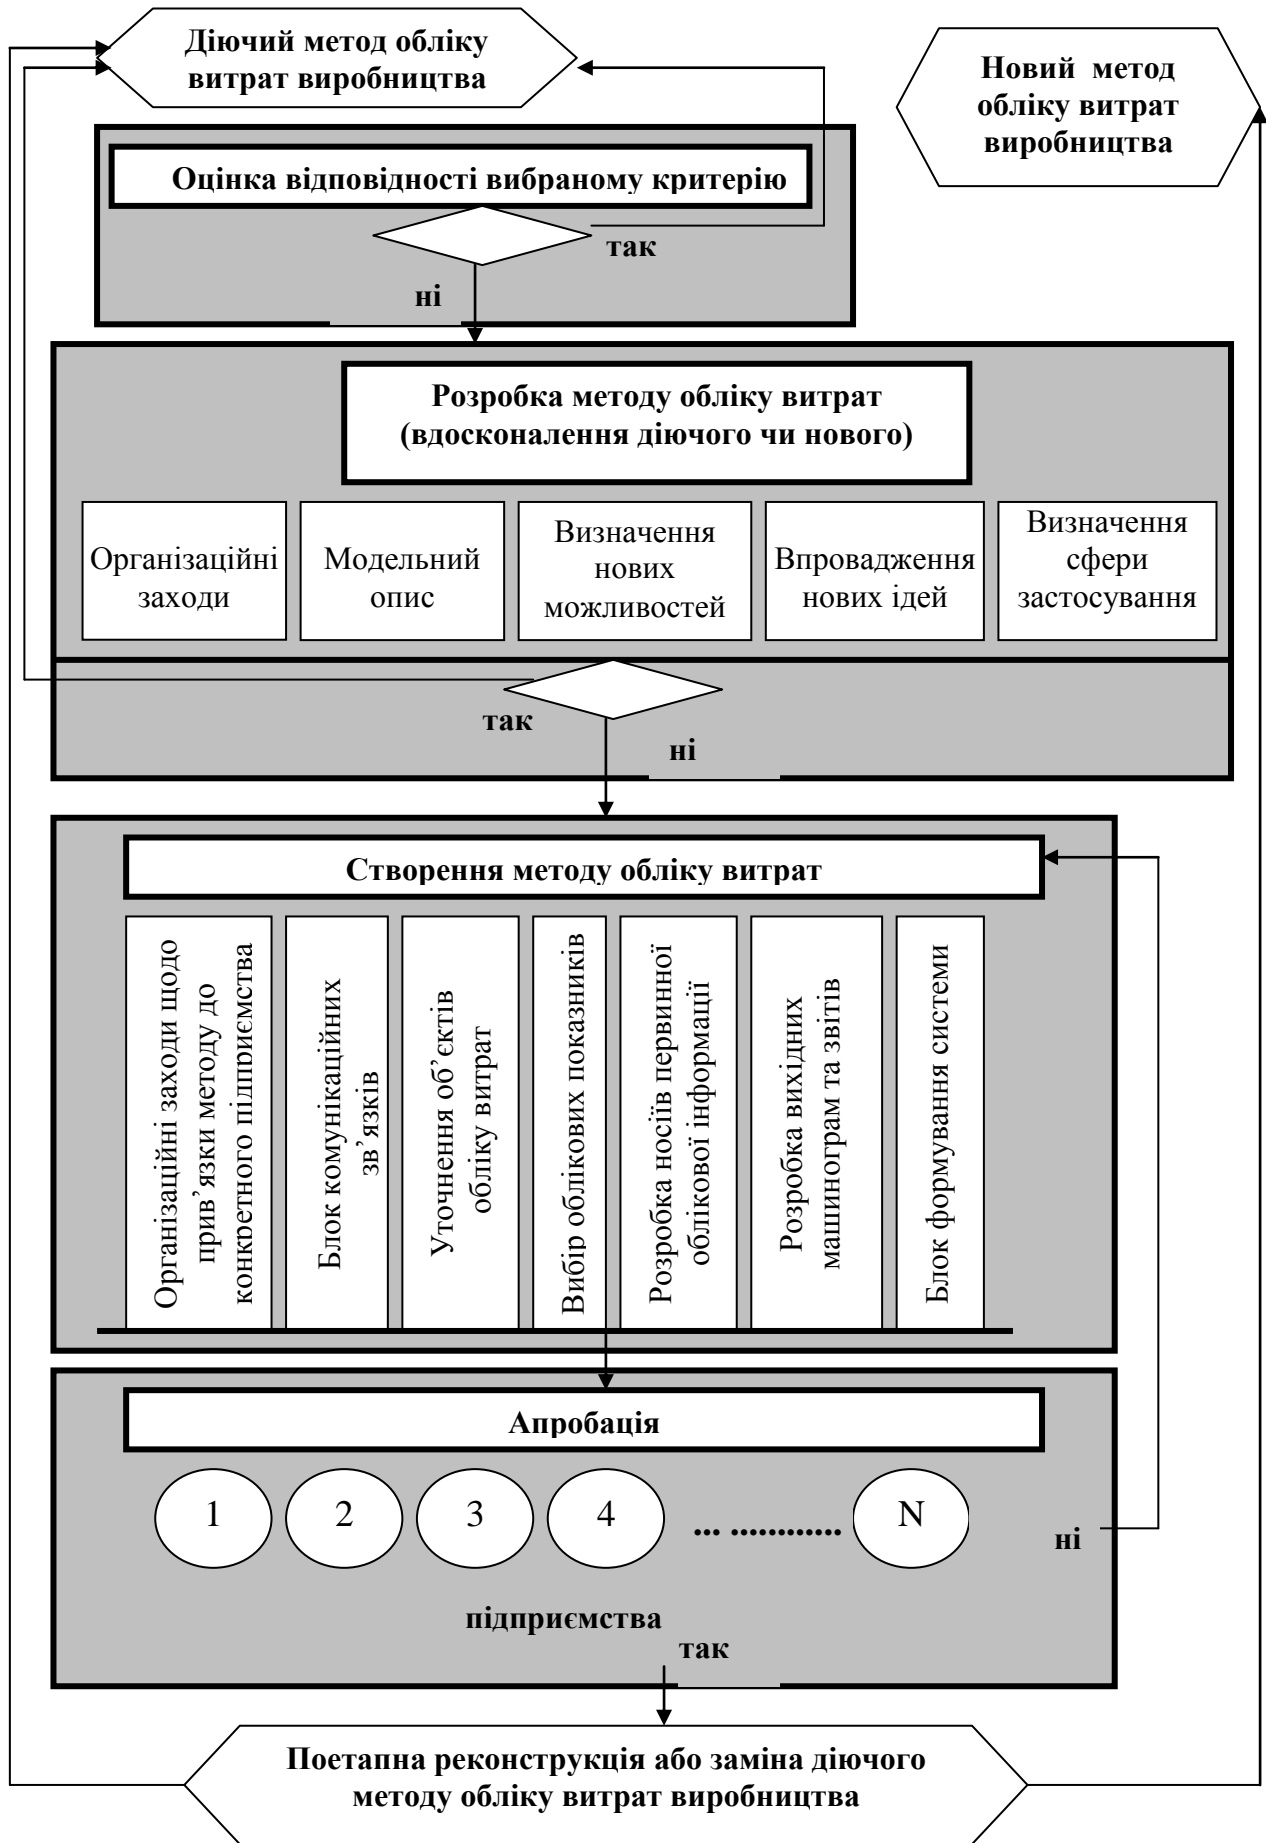 Діючий метод обліку
витрат виробництва
Новий метод
обліку витрат
виробництва
Оцінка відповідності вибраному критерію
так
ні
Розробка методу обліку витрат
(вдосконалення діючого чи нового)
Організаційні
заходи
Модельний
опис
Визначення
нових
можливостей
Впровадження
нових ідей
Визначення
сфери
застосування
так
ні
Створення методу обліку витрат
Організаційні заходи щодо
прив’язки методу до
конкретного підприємства
Блок комунікаційних
зв’язків
Уточнення об’єктів
обліку витрат
Вибір облікових показників
Розробка носіїв первинної
облікової інформації
Розробка вихідних
машинограм та звітів
Блок формування системи
Апробація
1
2
3
4
... ............
N
ні
підприємства
так
Поетапна реконструкція або заміна діючого
методу обліку витрат виробництва